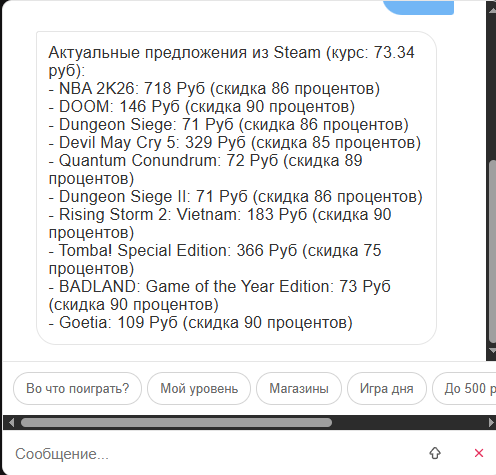 Актуальные предложения из Steam (курс: 73.34
руб):
- NBA 2K26: 718 Руб (скидка 86 процентов)
- DOOM: 146 Руб (скидка 90 процентов)
- Dungeon Siege: 71 Руб (скидка 86 процентов)
- Devil May Cry 5: 329 Руб (скидка 85 процентов)
- Quantum Conundrum: 72 Руб (скидка 89
процентов)
- Dungeon Siege II: 71 Руб (скидка 86 процентов)
- Rising Storm 2: Vietnam: 183 Руб (скидка 90
процентов)
- Tomba! Special Edition: 366 Руб (скидка 75
процентов)
- BADLAND: Game of the Year Edition: 73 Руб
(скидка 90 процентов)
- Goetia: 109 Руб (скидка 90 процентов)
Во что поиграть? Мой уровень Магазины Игра дня До 500 р
Сообщение...